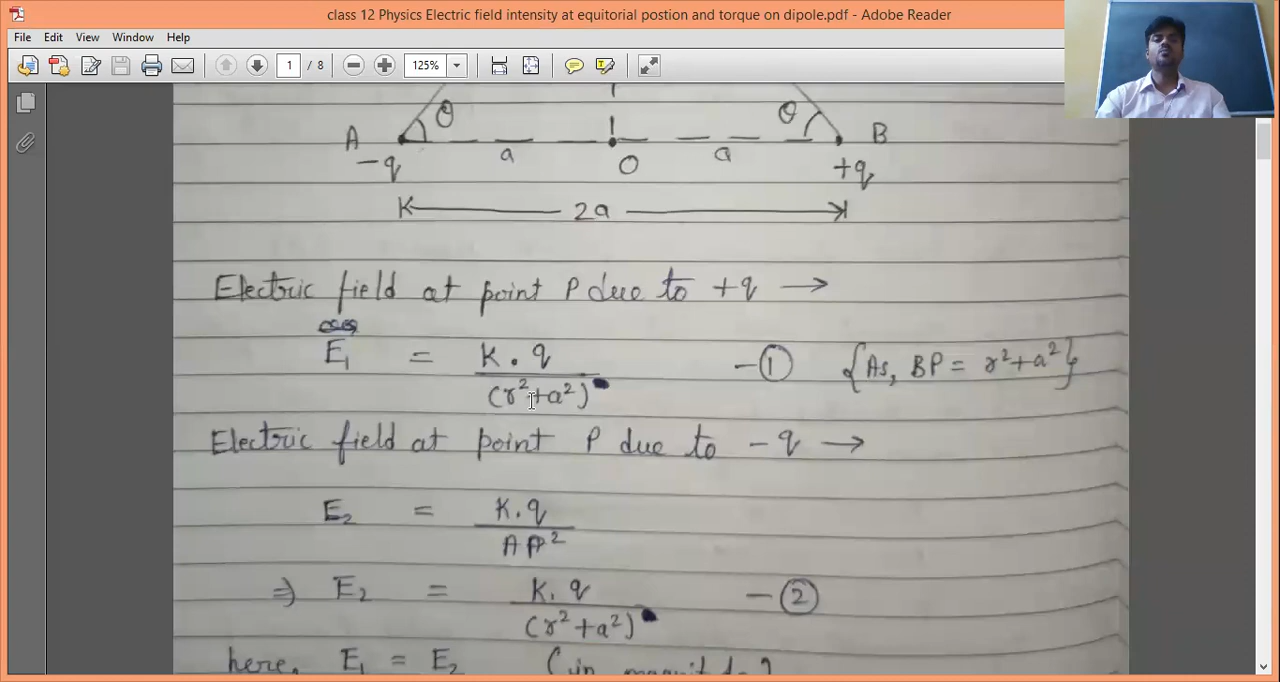 class 12 Physics Electric field intensity at equitorial postion and torque on dipole.pdf - Adobe Reader
File Edit View Window Help
1 / 8 125%
A θ θ B
-q a O a +q
2a
Electric field at point P due to +q →
E₁ = K . q / (r²+a²) - ① {As, BP = r²+a²}
Electric field at point P due to - q →
E₂ = K.q / AP²
⇒ E₂ = K.q / (r²+a²) - ②
here, E₁ = E₂ (in